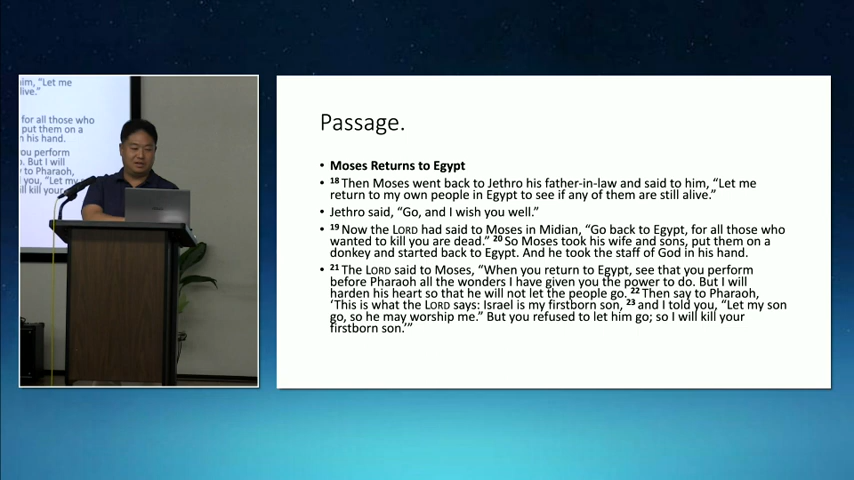 im, "Let me
live."
for all those who
put them on a
n his hand.
ou perform
. But I will
to Pharaoh,
you, "Let my
ill kill your
Passage.
• Moses Returns to Egypt
• 18 Then Moses went back to Jethro his father-in-law and said to him, "Let me
return to my own people in Egypt to see if any of them are still alive."
• Jethro said, "Go, and I wish you well."
• 19 Now the LORD had said to Moses in Midian, "Go back to Egypt, for all those who
wanted to kill you are dead." 20 So Moses took his wife and sons, put them on a
donkey and started back to Egypt. And he took the staff of God in his hand.
• 21 The LORD said to Moses, "When you return to Egypt, see that you perform
before Pharaoh all the wonders I have given you the power to do. But I will
harden his heart so that he will not let the people go. 22 Then say to Pharaoh,
'This is what the LORD says: Israel is my firstborn son, 23 and I told you, "Let my son
go, so he may worship me." But you refused to let him go; so I will kill your
firstborn son.'"